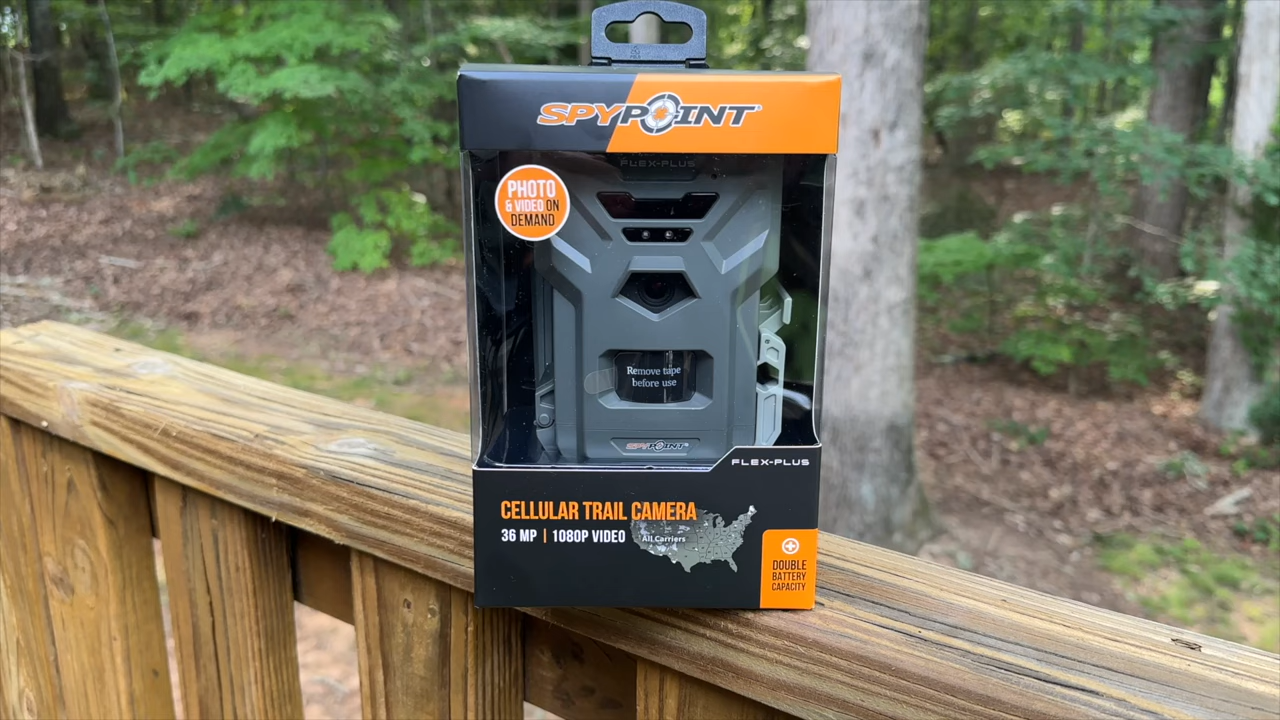 SPYPOINT
FLEX-PLUS
PHOTO
& VIDEO ON
DEMAND
Remove tape
before use
SPYPOINT
FLEX-PLUS
CELLULAR TRAIL CAMERA
36 MP | 1080P VIDEO
All Carriers
DOUBLE
BATTERY
CAPACITY